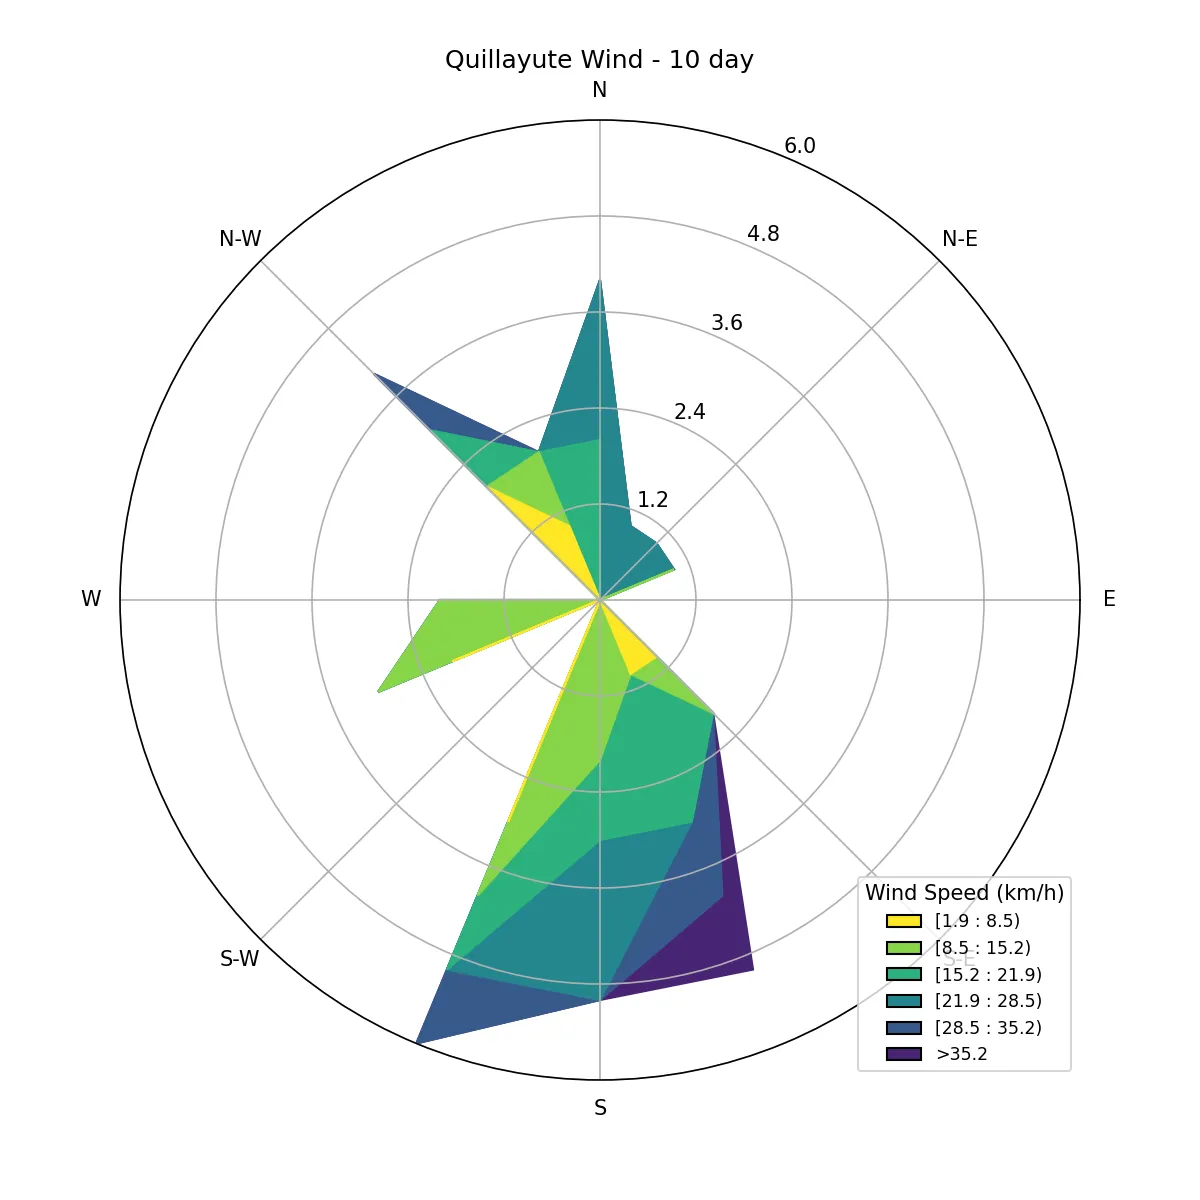 Quillayute Wind - 10 day
N
6.0
N-W
4.8
N-E
3.6
2.4
1.2
W
E
S-W
S-E
S
Wind Speed (km/h)
[1.9 : 8.5)
[8.5 : 15.2)
[15.2 : 21.9)
[21.9 : 28.5)
[28.5 : 35.2)
>35.2